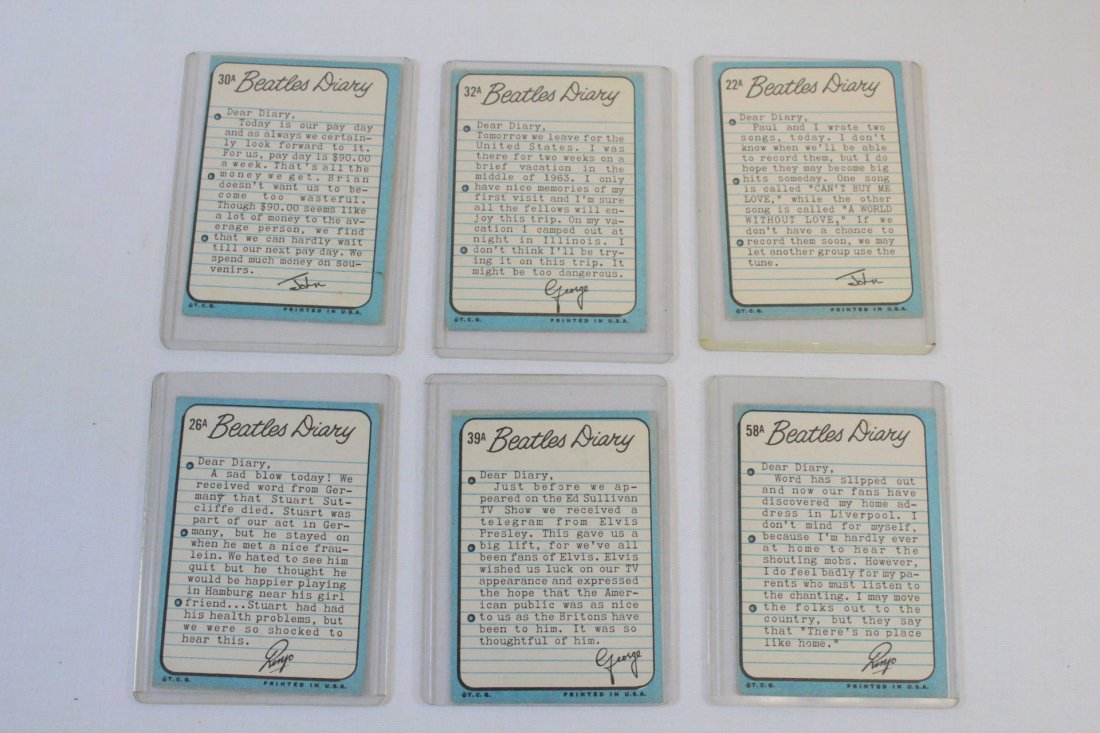 30A Beatles Diary
Dear Diary.
Today is our pay day
and as always we certain-
ly look forward to it.
For us, pay day is $90.00
a week. That's all the
money we get. Brian
doesn't want us to be-
come too wasteful.
Though $90.00 seems like
a lot of money to the av-
erage person, we find
that we can hardly wait
till our next pay day. We
spend much money on sou-
venirs.
John
©T.C.G. PRINTED IN U.S.A.
32A Beatles Diary
Dear Diary,
Tomorrow we leave for the
United States. I was
there for two weeks on a
brief vacation in the
middle of 1963. I only
have nice memories of my
first visit and I'm sure
all the fellows will en-
joy this trip. On my va-
cation I camped out at
night in Illinois. I
don't think I'll be try-
ing it on this trip. It
might be too dangerous.
George
©T.C.G. PRINTED IN U.S.A.
22A Beatles Diary
Dear Diary,
Paul and I wrote two
songs, today. I don't
know when we'll be able
to record them, but I do
hope they may become big
hits someday. One song
is called "CAN'T BUY ME
LOVE," while the other
song is called "A WORLD
WITHOUT LOVE," If we
don't have a chance to
record them soon, we may
let another group use the
tune.
John
©T.C.G. PRINTED IN U.S.A.
26A Beatles Diary
Dear Diary,
A sad blow today! We
received word from Ger-
many that Stuart Sut-
cliffe died. Stuart was
part of our act in Ger-
many, but he stayed on
when he met a nice frau-
lein. We hated to see him
quit but he thought he
would be happier playing
in Hamburg near his girl
friend...Stuart had had
his health problems, but
we were so shocked to
hear this.
Ringo
©T.C.G. PRINTED IN U.S.A.
39A Beatles Diary
Dear Diary,
Just before we ap-
peared on the Ed Sullivan
TV Show we received a
telegram from Elvis
Presley. This gave us a
big lift, for we've all
been fans of Elvis. Elvis
wished us luck on our TV
appearance and expressed
the hope that the Amer-
ican public was as nice
to us as the Britons have
been to him. It was so
thoughtful of him.
George
©T.C.G. PRINTED IN U.S.A.
58A Beatles Diary
Dear Diary,
Word has slipped out
and now our fans have
discovered my home ad-
dress in Liverpool. I
don't mind for myself,
because I'm hardly ever
at home to hear the
shouting mobs. However,
I do feel badly for my pa-
rents who must listen to
the chanting. I may move
the folks out to the
country, but they say
that "There's no place
like home."
Ringo
©T.C.G. PRINTED IN U.S.A.